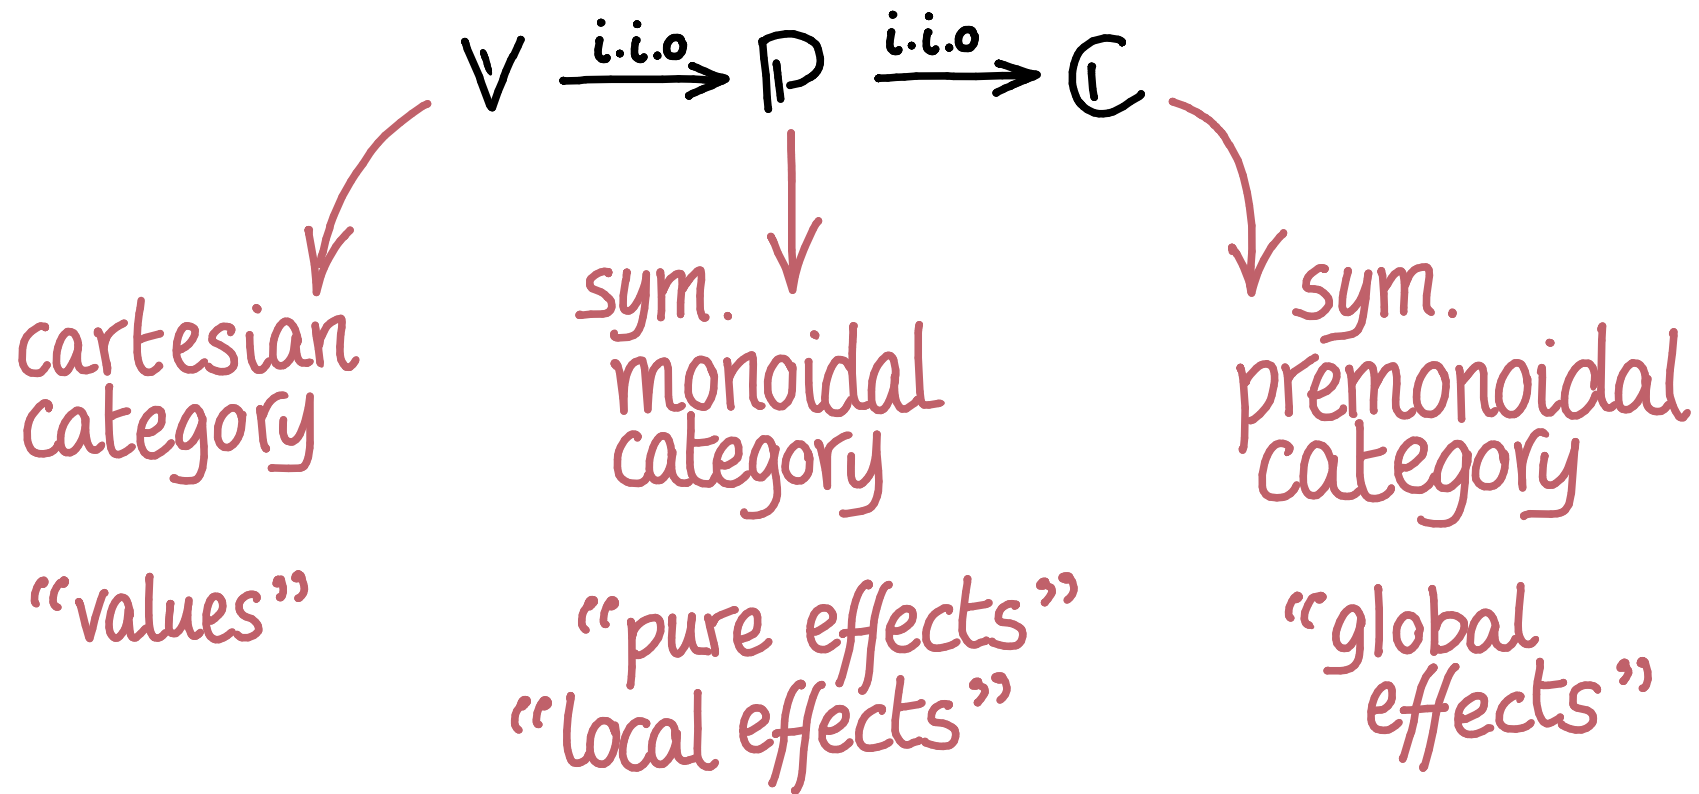 𝕍 i.i.o → ℙ i.i.o → ℂ
cartesian
category
sym.
monoidal
category
sym.
premonoidal
category
“values”
“pure effects”
“local effects”
“global
effects”